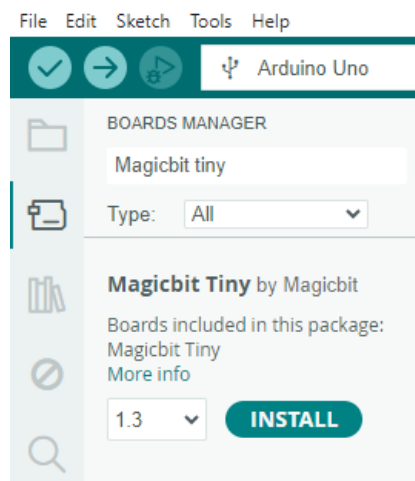 File Edit Sketch Tools Help
Arduino Uno
BOARDS MANAGER
Magicbit tiny
Type: All
Magicbit Tiny by Magicbit
Boards included in this package:
Magicbit Tiny
More info
1.3 INSTALL